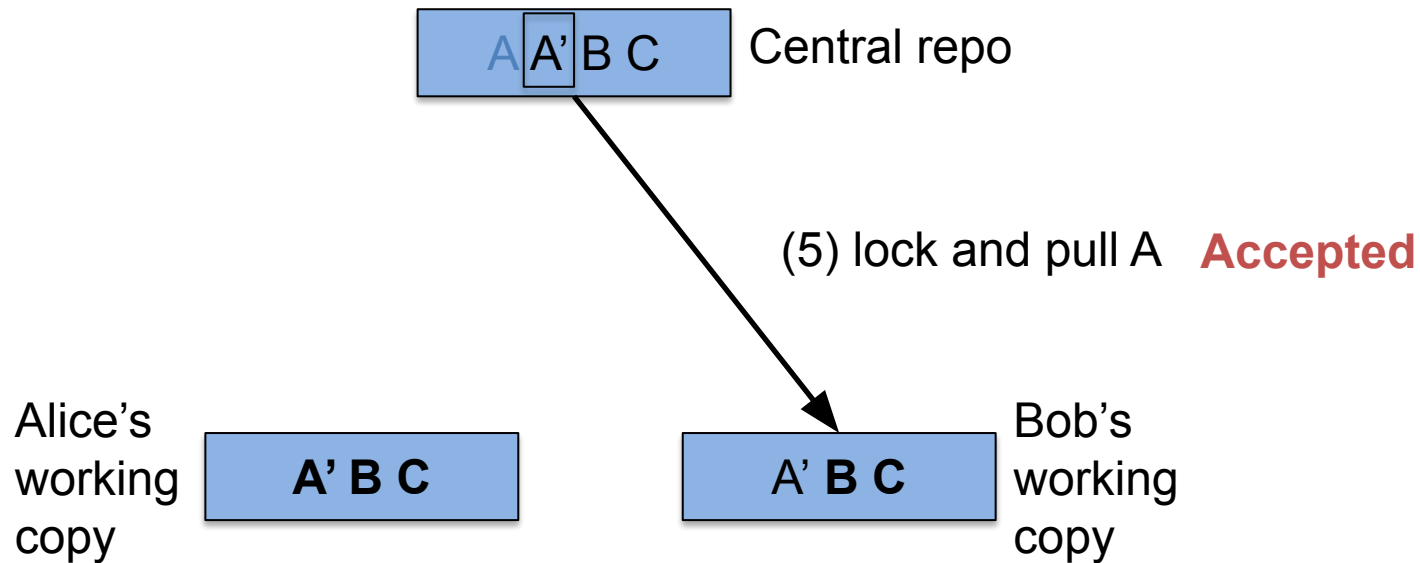 A A’ B C
Central repo
(5) lock and pull A Accepted
Alice’s
working
copy
A’ B C
A’ B C
Bob’s
working
copy